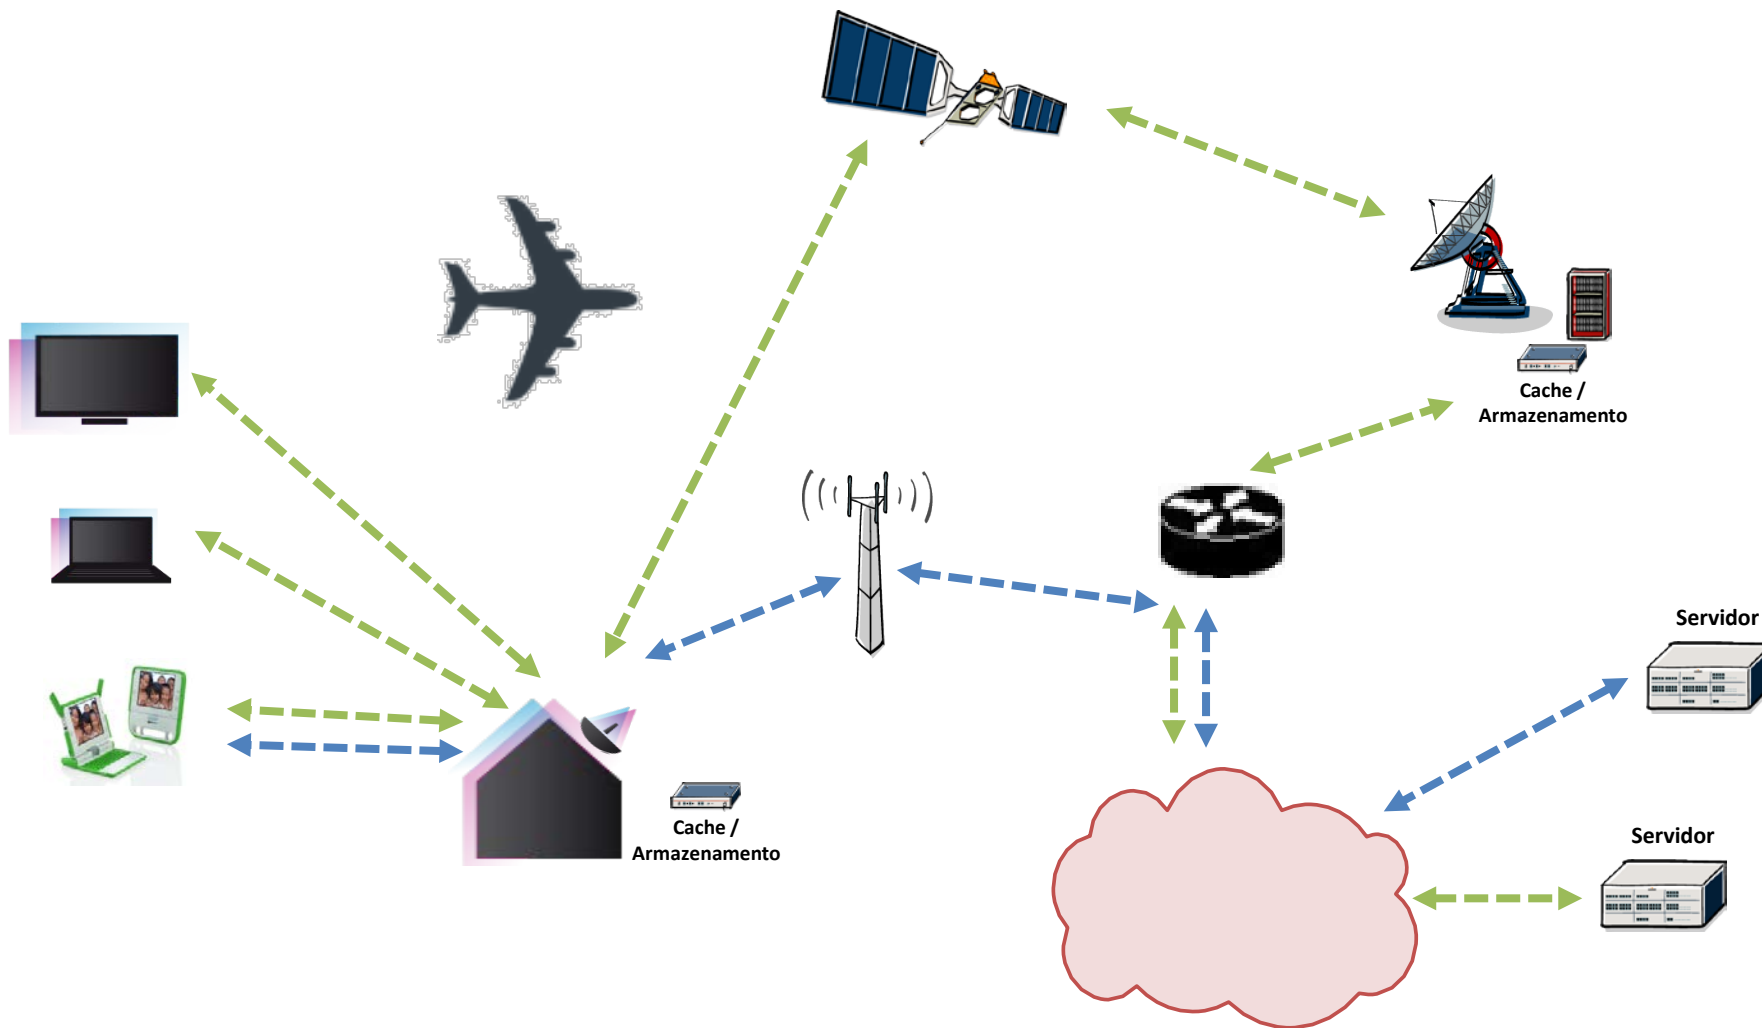 Cache /
Armazenamento
Servidor
Cache /
Armazenamento
Servidor